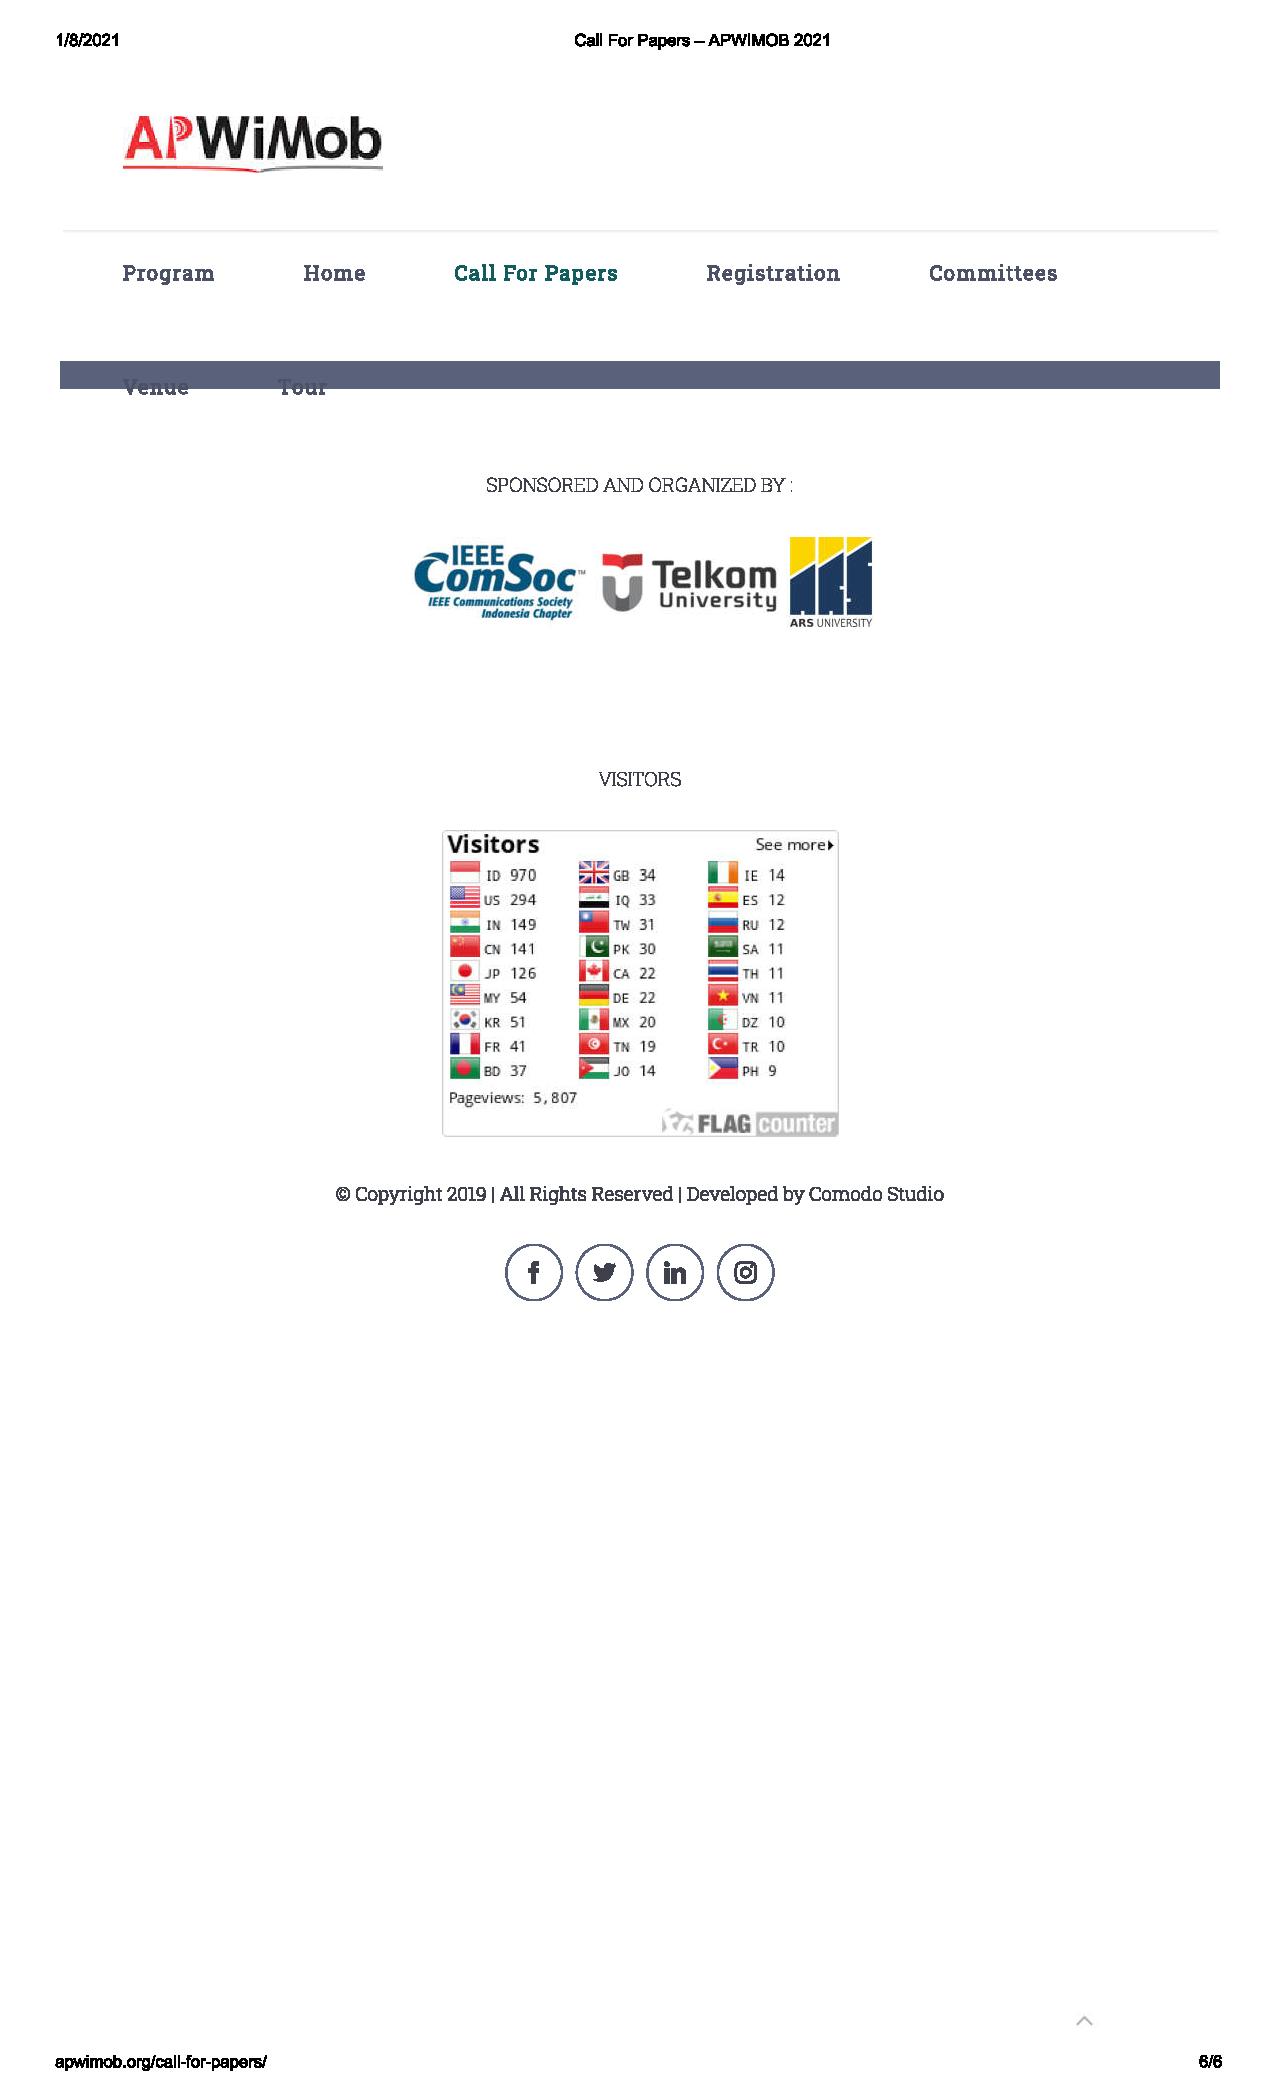 1/8/2021 Call For Papers – APWIMOB 2021
APWiMob
Program Home Call For Papers Registration Committees
Venue Tour
SPONSORED AND ORGANIZED BY :
IEEE ComSoc™
IEEE Communications Society
Indonesia Chapter
Telkom University
ARS UNIVERSITY
VISITORS
Visitors See more
ID 970 GB 34 IE 14
US 294 IQ 33 ES 12
IN 149 TW 31 RU 12
CN 141 PK 30 SA 11
JP 126 CA 22 TH 11
MY 54 DE 22 VN 11
KR 51 MX 20 DZ 10
FR 41 TN 19 TR 10
BD 37 JO 14 PH 9
Pageviews: 5,807
FLAG counter
© Copyright 2019 | All Rights Reserved | Developed by Comodo Studio
apwimob.org/call-for-papers/ 6/6